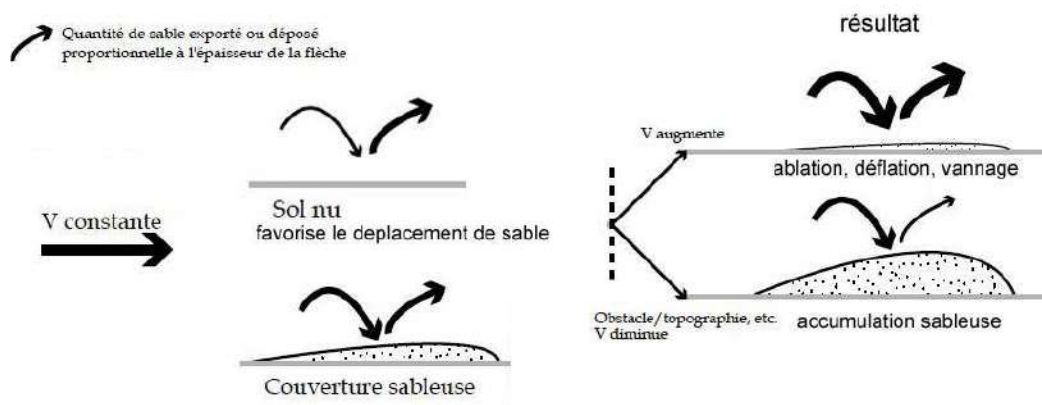 Quantité de sable exporté ou déposé
proportionnelle à l'épaisseur de la flèche
V constante
Sol nu
favorise le deplacement de sable
Couverture sableuse
résultat
V augmente
ablation, déflation, vannage
Obstacle/topographie, etc.
V diminue
accumulation sableuse